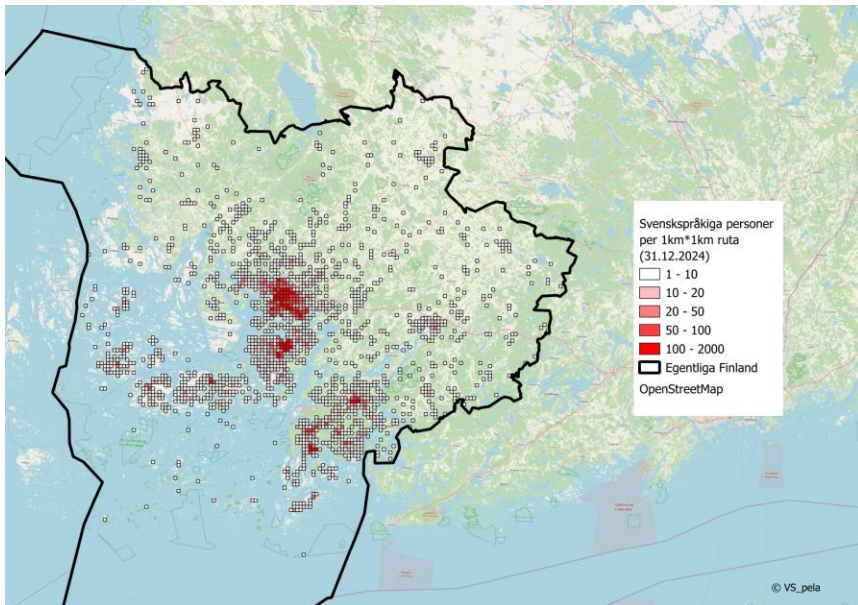 Svenskspråkiga personer
per 1km*1km ruta
(31.12.2024)
1 - 10
10 - 20
20 - 50
50 - 100
100 - 2000
Egentliga Finland
OpenStreetMap
© VS_pela